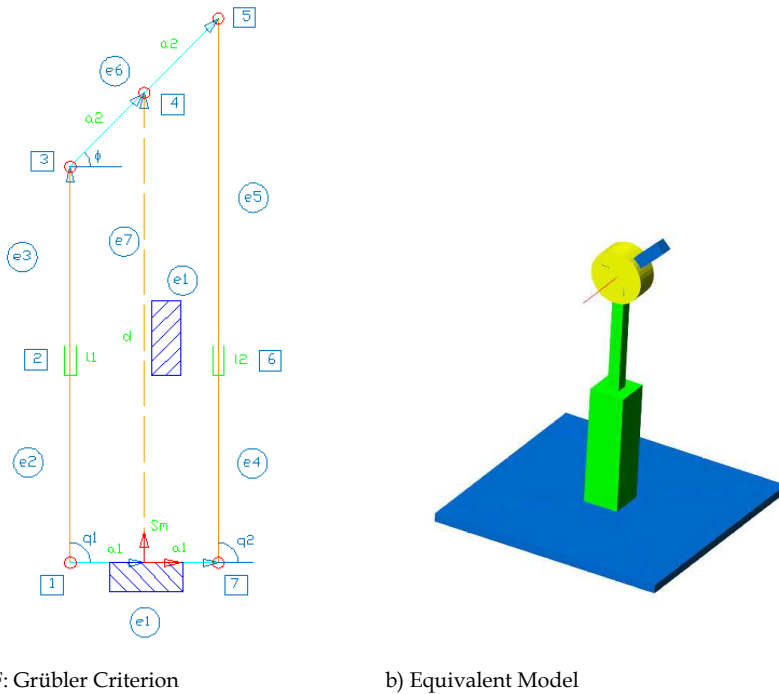 5
a2
e6
4
a2
3
ϕ
e5
e3
e7
e1
d
2
l1
l2
6
e2
e4
Sm
q1
a1
a1
q2
1
7
e1
: Grübler Criterion
b) Equivalent Model